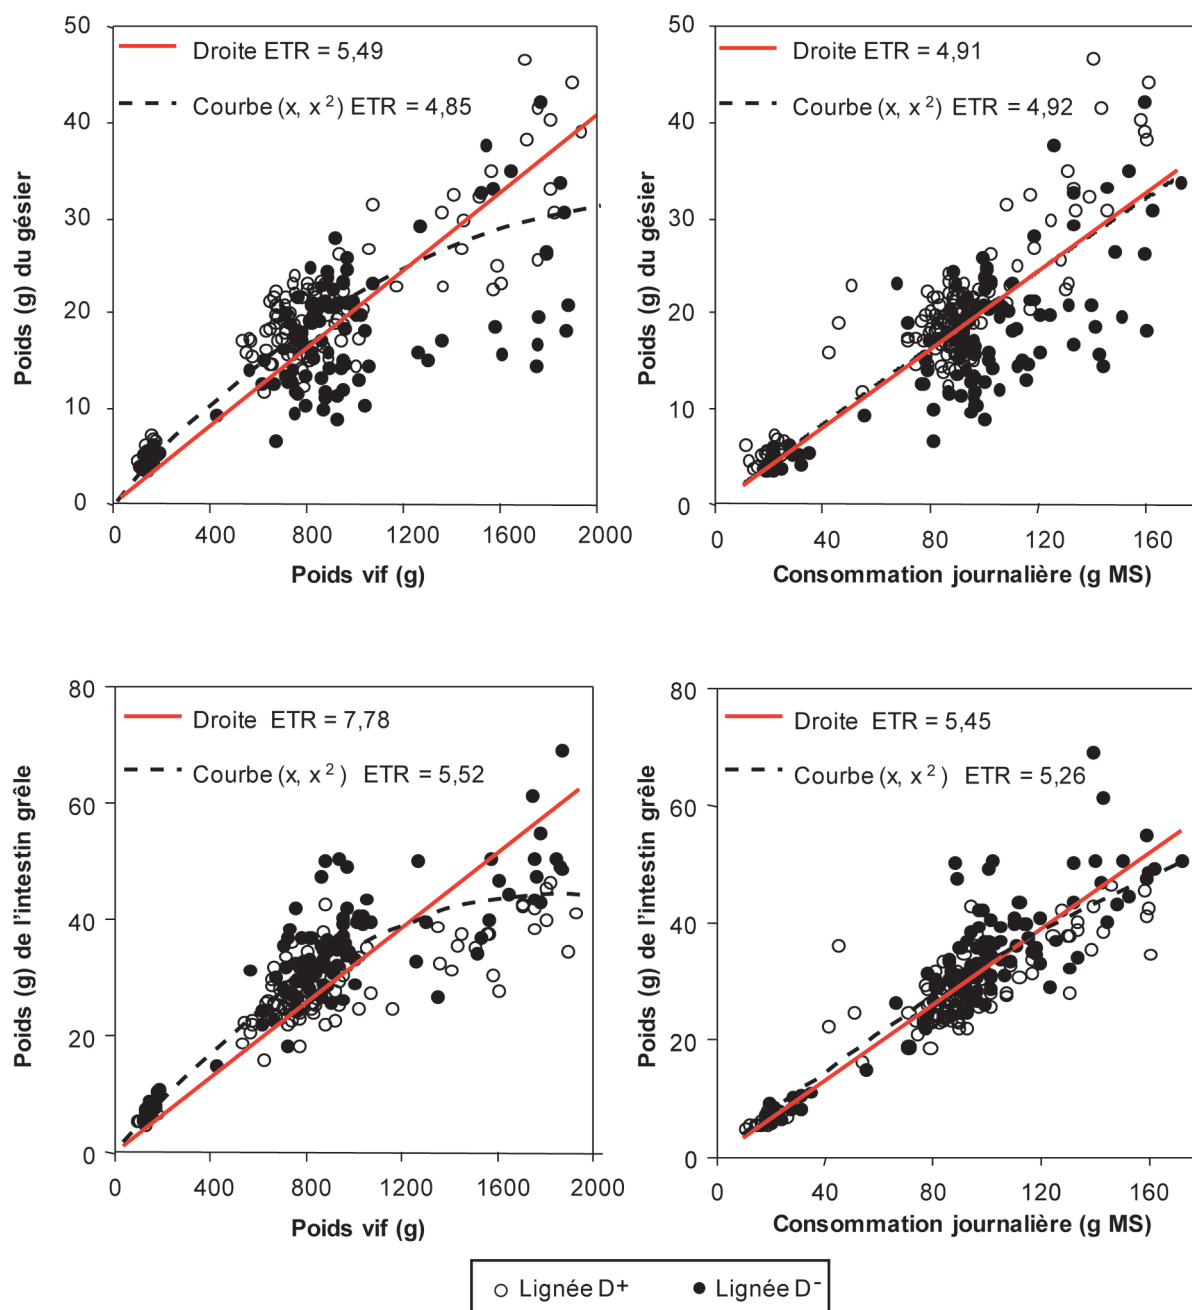 Droite ETR = 5,49
Courbe (x, x²) ETR = 4,85
50
40
30
20
10
0
Poids (g) du gésier
0 400 800 1200 1600 2000
Poids vif (g)
Droite ETR = 4,91
Courbe (x, x²) ETR = 4,92
50
40
30
20
10
0
Poids (g) du gésier
0 40 80 120 160
Consommation journalière (g MS)
Droite ETR = 7,78
Courbe (x, x²) ETR = 5,52
80
60
40
20
0
Poids (g) de l'intestin grêle
0 400 800 1200 1600 2000
Poids vif (g)
Droite ETR = 5,45
Courbe (x, x²) ETR = 5,26
80
60
40
20
0
Poids (g) de l'intestin grêle
0 40 80 120 160
Consommation journalière (g MS)
Lignée D+ Lignée D-